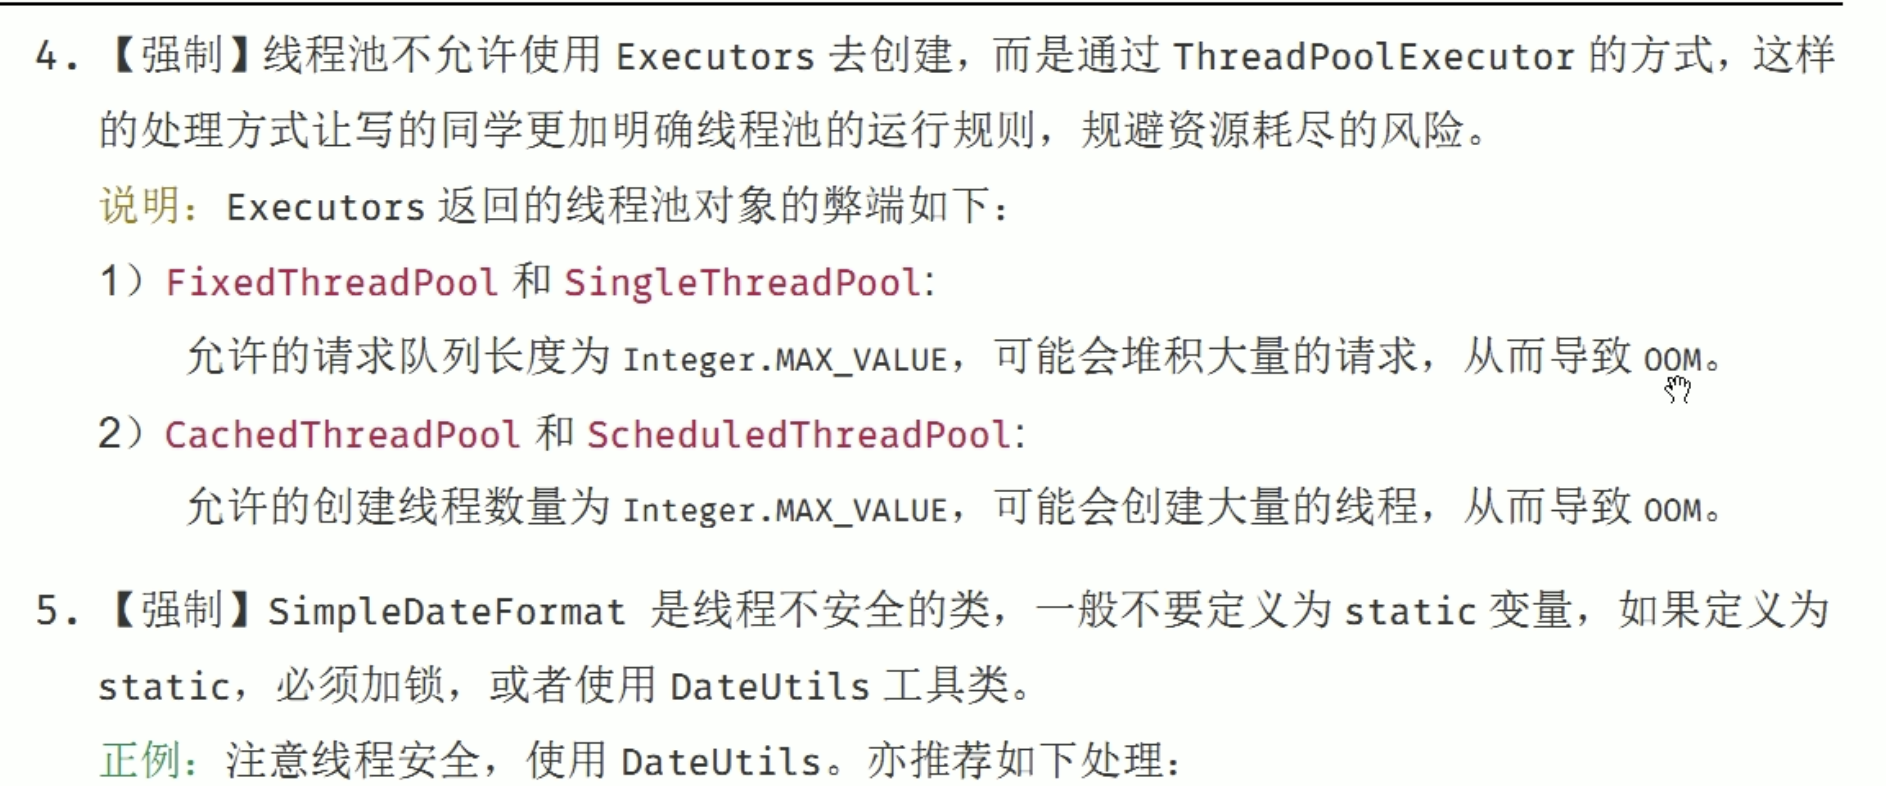 4. 【强制】线程池不允许使用 Executors 去创建，而是通过 ThreadPoolExecutor 的方式，这样
的处理方式让写的同学更加明确线程池的运行规则，规避资源耗尽的风险。
说明：Executors 返回的线程池对象的弊端如下：
1）FixedThreadPool 和 SingleThreadPool:
允许的请求队列长度为 Integer.MAX_VALUE，可能会堆积大量的请求，从而导致 OOM。
2）CachedThreadPool 和 ScheduledThreadPool:
允许的创建线程数量为 Integer.MAX_VALUE，可能会创建大量的线程，从而导致 OOM。
5. 【强制】SimpleDateFormat 是线程不安全的类，一般不要定义为 static 变量，如果定义为
static，必须加锁，或者使用 DateUtils 工具类。
正例：注意线程安全，使用 DateUtils。亦推荐如下处理：